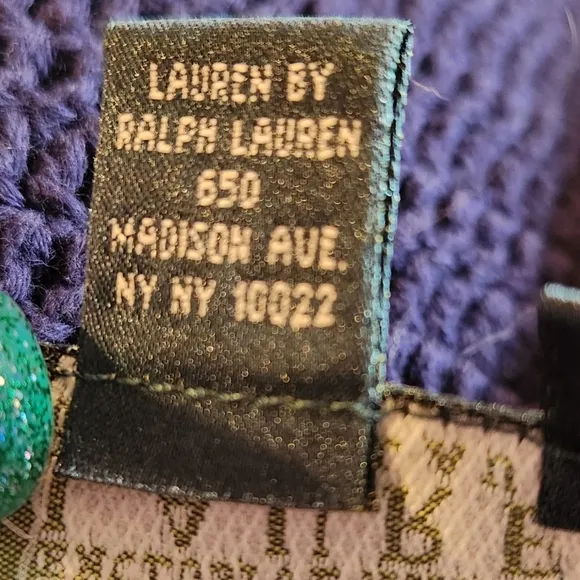 LAUREN BY
RALPH LAUREN
650
MADISON AVE.
NY NY 10022